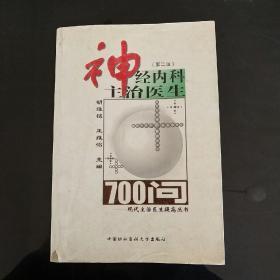 神经内科
（第二版）
主治医生
胡维铭 王维治 主编
700问
现代主治医生提高丛书
中国协和医科大学出版社